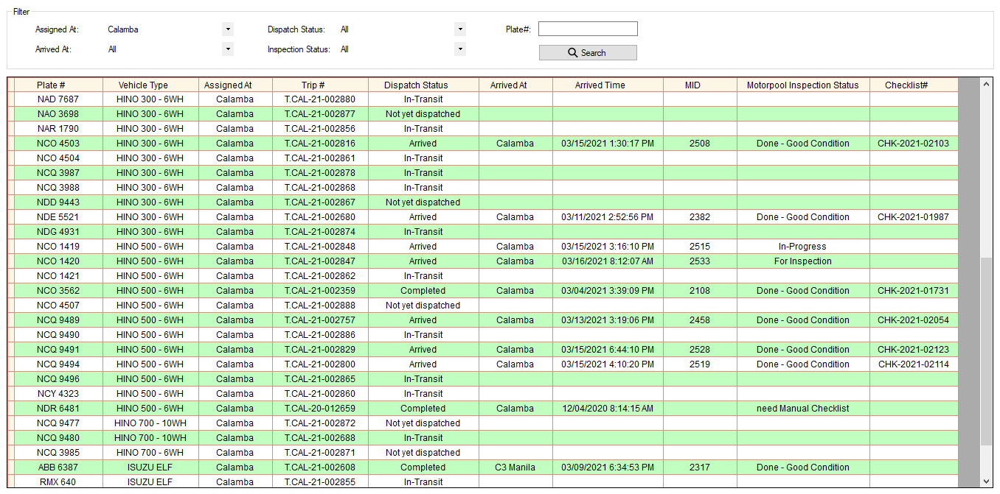 Filter
Assigned At: Calamba Dispatch Status: All Plate#:
Arrived At: All Inspection Status: All Search
Plate # Vehicle Type Assigned At Trip # Dispatch Status Arrived At Arrived Time MID Motorpool Inspection Status Checklist#
NAD 7687 HINO 300 - 6WH Calamba T.CAL-21-002880 In-Transit
NAO 3698 HINO 300 - 6WH Calamba T.CAL-21-002877 Not yet dispatched
NAR 1790 HINO 300 - 6WH Calamba T.CAL-21-002856 In-Transit
NCO 4503 HINO 300 - 6WH Calamba T.CAL-21-002816 Arrived Calamba 03/15/2021 1:30:17 PM 2508 Done - Good Condition CHK-2021-02103
NCO 4504 HINO 300 - 6WH Calamba T.CAL-21-002861 In-Transit
NCQ 3987 HINO 300 - 6WH Calamba T.CAL-21-002878 In-Transit
NCQ 3988 HINO 300 - 6WH Calamba T.CAL-21-002868 In-Transit
NDD 9443 HINO 300 - 6WH Calamba T.CAL-21-002867 Not yet dispatched
NDE 5521 HINO 300 - 6WH Calamba T.CAL-21-002680 Arrived Calamba 03/11/2021 2:52:56 PM 2382 Done - Good Condition CHK-2021-01987
NDG 4931 HINO 300 - 6WH Calamba T.CAL-21-002874 In-Transit
NCO 1419 HINO 500 - 6WH Calamba T.CAL-21-002848 Arrived Calamba 03/15/2021 3:16:10 PM 2515 In-Progress
NCO 1420 HINO 500 - 6WH Calamba T.CAL-21-002847 Arrived Calamba 03/16/2021 8:12:07 AM 2533 For Inspection
NCO 1421 HINO 500 - 6WH Calamba T.CAL-21-002862 In-Transit
NCO 3562 HINO 500 - 6WH Calamba T.CAL-21-002359 Completed Calamba 03/04/2021 3:39:09 PM 2108 Done - Good Condition CHK-2021-01731
NCO 4507 HINO 500 - 6WH Calamba T.CAL-21-002888 Not yet dispatched
NCQ 9489 HINO 500 - 6WH Calamba T.CAL-21-002757 Arrived Calamba 03/13/2021 3:19:06 PM 2458 Done - Good Condition CHK-2021-02054
NCQ 9490 HINO 500 - 6WH Calamba T.CAL-21-002886 In-Transit
NCQ 9491 HINO 500 - 6WH Calamba T.CAL-21-002829 Arrived Calamba 03/15/2021 6:44:10 PM 2528 Done - Good Condition CHK-2021-02123
NCQ 9494 HINO 500 - 6WH Calamba T.CAL-21-002800 Arrived Calamba 03/15/2021 4:10:20 PM 2519 Done - Good Condition CHK-2021-02114
NCQ 9496 HINO 500 - 6WH Calamba T.CAL-21-002865 In-Transit
NCY 4323 HINO 500 - 6WH Calamba T.CAL-21-002860 In-Transit
NDR 6481 HINO 500 - 6WH Calamba T.CAL-20-012659 Completed Calamba 12/04/2020 8:14:15 AM need Manual Checklist
NCQ 9477 HINO 700 - 10WH Calamba T.CAL-21-002872 Not yet dispatched
NCQ 9480 HINO 700 - 10WH Calamba T.CAL-21-002688 In-Transit
NCQ 3985 HINO 700 - 6WH Calamba T.CAL-21-002871 Not yet dispatched
ABB 6387 ISUZU ELF Calamba T.CAL-21-002608 Completed C3 Manila 03/09/2021 6:34:53 PM 2317 Done - Good Condition
RMX 640 ISUZU ELF Calamba T.CAL-21-002855 In-Transit